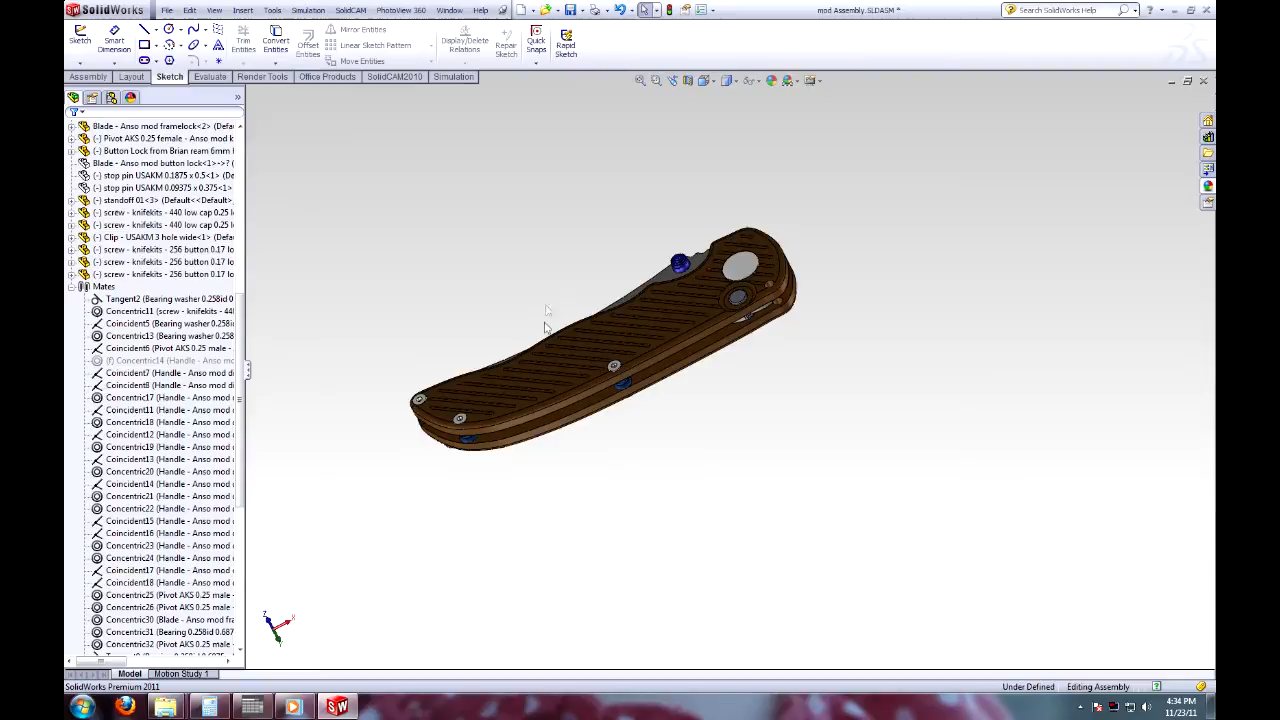 SolidWorks File Edit View Insert Tools Simulation SolidCAM PhotoView 360 Window Help mod Assembly.SLDASM * Search SolidWorks Help
Sketch Smart Dimension Trim Entities Convert Entities Offset Entities Mirror Entities Linear Sketch Pattern Move Entities Display/Delete Relations Repair Sketch Quick Snaps Rapid Sketch
Assembly Layout Sketch Evaluate Render Tools Office Products SolidCAM2010 Simulation
Blade - Anso mod framelock<2> (Defau
(-) Pivot AKS 0.25 female - Anso mod k
(-) Button Lock from Brian ream 6mm
Blade - Anso mod button lock<1>->? (
(-) stop pin USAKM 0.1875 x 0.5<1> (De
(-) stop pin USAKM 0.09375 x 0.375<1>
(-) standoff 01<3> (Default<<Default>
(-) screw - knifekits - 440 low cap 0.25 l
(-) screw - knifekits - 440 low cap 0.25 l
(-) Clip - USAKM 3 hole wide<1> (Defau
(-) screw - knifekits - 256 button 0.17 lo
(-) screw - knifekits - 256 button 0.17 lo
(-) screw - knifekits - 256 button 0.17 lo
Mates
Tangent2 (Bearing washer 0.258id 0
Concentric11 (screw - knifekits - 44
Coincident5 (Bearing washer 0.258
Concentric13 (Bearing washer 0.258
Coincident6 (Pivot AKS 0.25 male -
(f) Concentric14 (Handle - Anso mo
Coincident7 (Handle - Anso mod di
Coincident8 (Handle - Anso mod di
Concentric17 (Handle - Anso mod
Coincident11 (Handle - Anso mod
Concentric18 (Handle - Anso mod
Coincident12 (Handle - Anso mod
Concentric19 (Handle - Anso mod
Coincident13 (Handle - Anso mod
Concentric20 (Handle - Anso mod
Coincident14 (Handle - Anso mod
Concentric21 (Handle - Anso mod
Concentric22 (Handle - Anso mod
Coincident15 (Handle - Anso mod
Coincident16 (Handle - Anso mod
Concentric23 (Handle - Anso mod
Concentric24 (Handle - Anso mod
Coincident17 (Handle - Anso mod
Coincident18 (Handle - Anso mod
Concentric25 (Pivot AKS 0.25 male -
Concentric26 (Pivot AKS 0.25 male -
Concentric30 (Blade - Anso mod
Concentric31 (Bearing 0.258id 0.687
Concentric32 (Pivot AKS 0.25 male -
Z X Y
Model Motion Study 1
SolidWorks Premium 2011 Under Defined Editing Assembly
4:34 PM
11/23/11